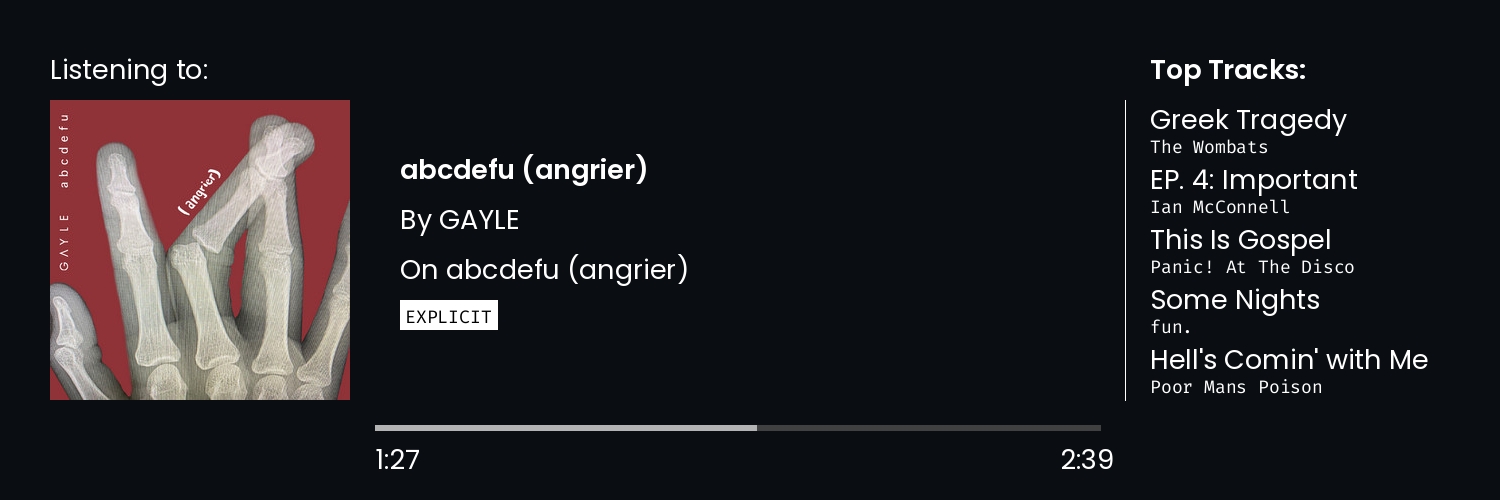 Listening to:
GAYLE abcdefu
(angrier)
abcdefu (angrier)
By GAYLE
On abcdefu (angrier)
EXPLICIT
1:27
2:39
Top Tracks:
Greek Tragedy
The Wombats
EP. 4: Important
Ian McConnell
This Is Gospel
Panic! At The Disco
Some Nights
fun.
Hell's Comin' with Me
Poor Mans Poison